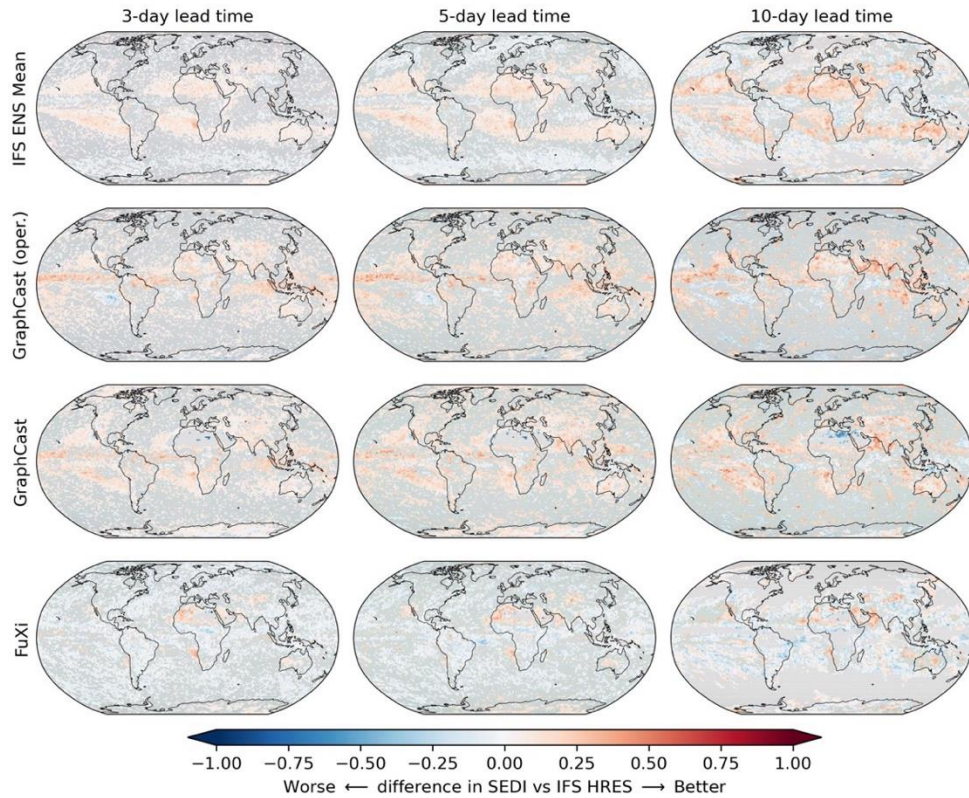 3-day lead time 5-day lead time 10-day lead time
IFS ENS Mean
GraphCast (oper.)
GraphCast
FuXi
−1.00 −0.75 −0.50 −0.25 0.00 0.25 0.50 0.75 1.00
Worse ⟵ difference in SEDI vs IFS HRES ⟶ Better